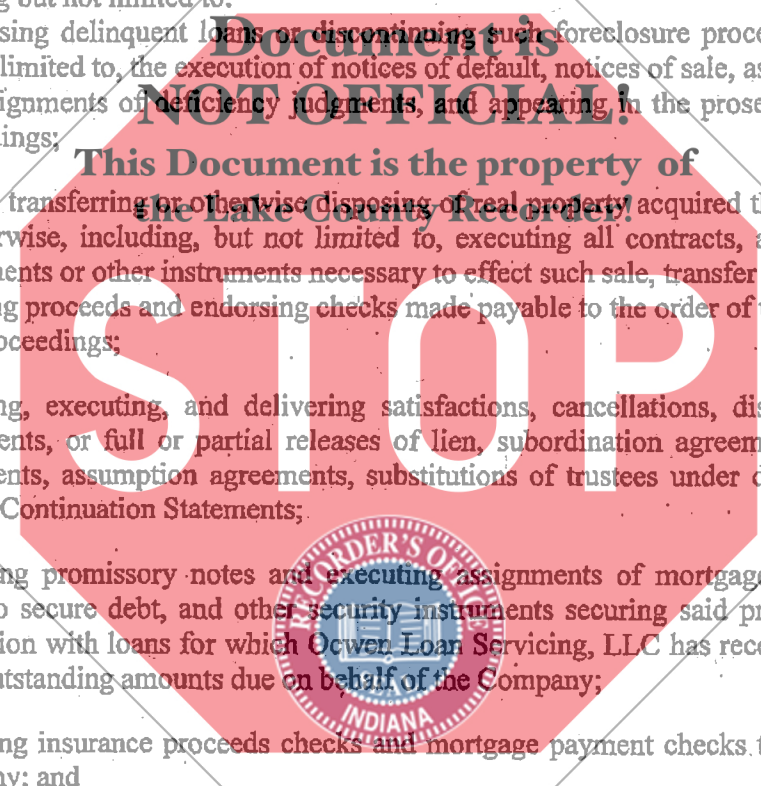 g but not limited to:
sing delinquent loans or discontinuing such foreclosure proce
Document is
limited to, the execution of notices of default, notices of sale, as
ignments of deficiency judgments, and appearing in the prose
NOT OFFICIAL!
ings;
This Document is the property of
transferring or otherwise disposing of real property acquired t
the Lake County Recorder!
rwise, including, but not limited to, executing all contracts, a
nents or other instruments necessary to effect such sale, transfer
ng proceeds and endorsing checks made payable to the order of
oceedings;
STOP
ng, executing, and delivering satisfactions, cancellations, dis
ents, or full or partial releases of lien, subordination agreem
ents, assumption agreements, substitutions of trustees under d
Continuation Statements;
RECORDER'S OFFICE
ng promissory notes and executing assignments of mortgage
o secure debt, and other security instruments securing said pr
tion with loans for which Ocwen Loan Servicing, LLC has rece
utstanding amounts due on behalf of the Company;
INDIANA
ng insurance proceeds checks and mortgage payment checks t
ny; and